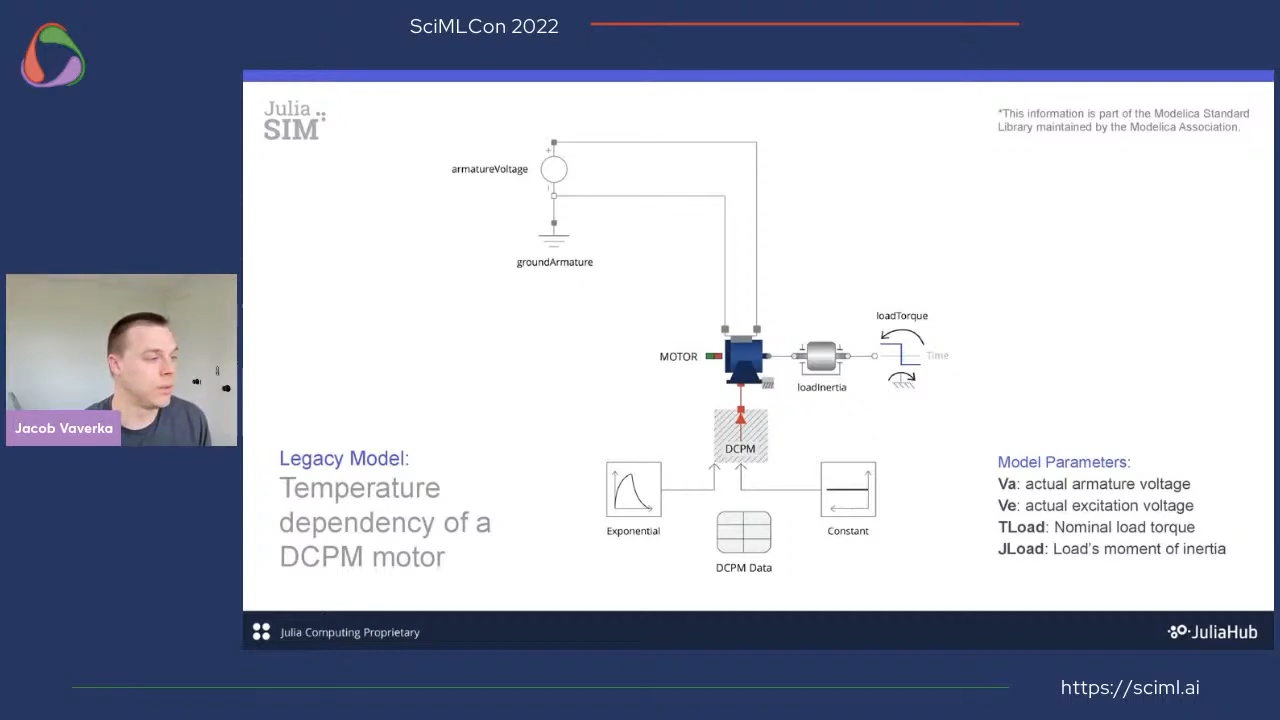 SciMLCon 2022
Julia
SIM
*This information is part of the Modelica Standard
Library maintained by the Modelica Association.
armatureVoltage
+
groundArmature
loadTorque
MOTOR
Time
loadInertia
DCPM
Jacob Vaverka
Legacy Model:
Temperature
dependency of a
DCPM motor
Exponential
Constant
DCPM Data
Model Parameters:
Va: actual armature voltage
Ve: actual excitation voltage
TLoad: Nominal load torque
JLoad: Load's moment of inertia
Julia Computing Proprietary
JuliaHub
https://sciml.ai